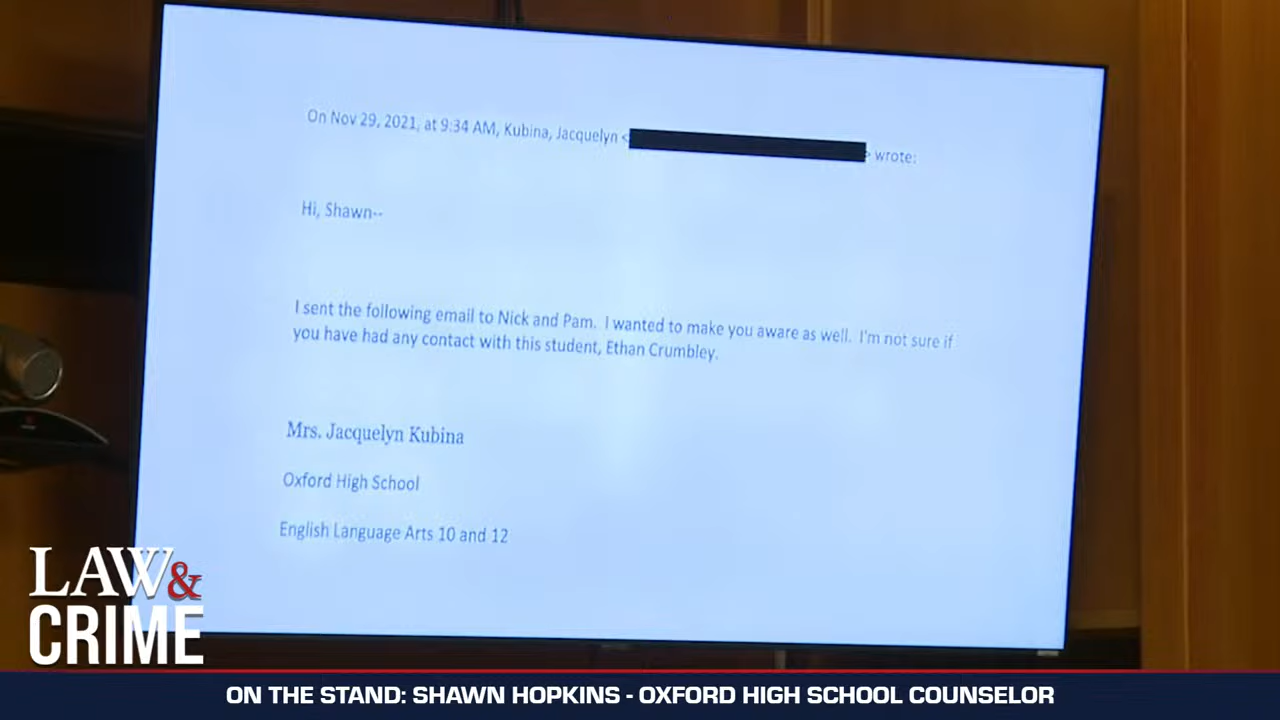 On Nov 29, 2021, at 9:34 AM, Kubina, Jacquelyn < > wrote:
Hi, Shawn--
I sent the following email to Nick and Pam. I wanted to make you aware as well. I'm not sure if
you have had any contact with this student, Ethan Crumbley.
Mrs. Jacquelyn Kubina
Oxford High School
English Language Arts 10 and 12
LAW&
CRIME
ON THE STAND: SHAWN HOPKINS - OXFORD HIGH SCHOOL COUNSELOR